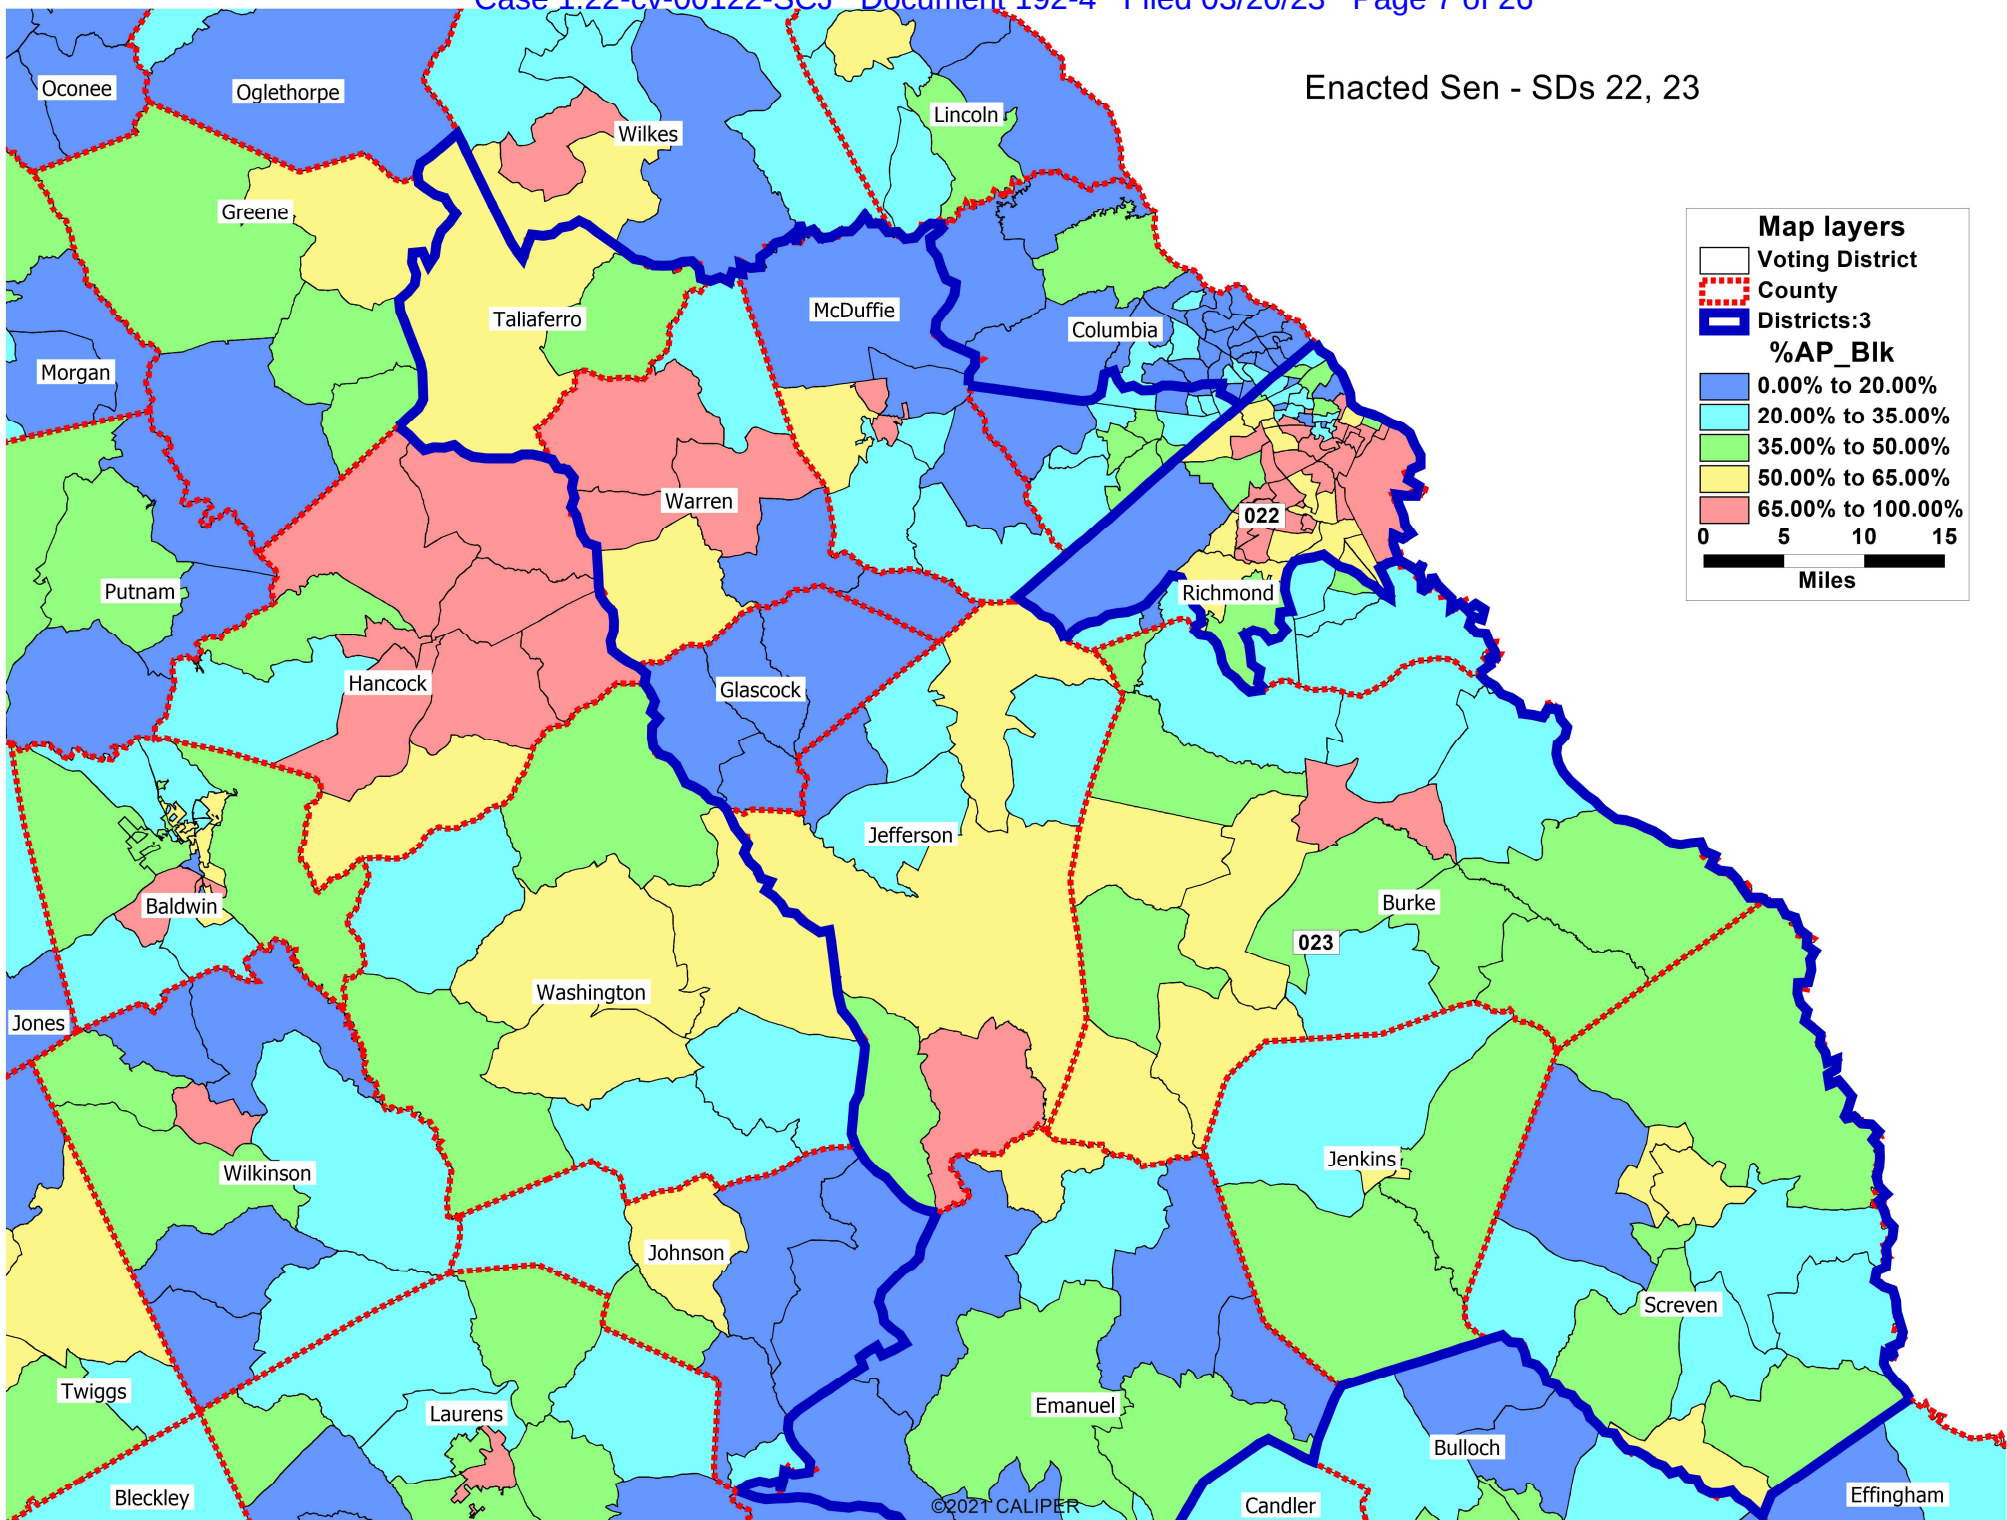 Case 1:22-cv-00122-SCJ Document 192-4 Filed 03/20/23 Page 7 of 26
Enacted Sen - SDs 22, 23
Oconee
Oglethorpe
Wilkes
Lincoln
Greene
Taliaferro
McDuffie
Columbia
Morgan
Warren
022
Putnam
Richmond
Hancock
Glascock
Jefferson
Baldwin
Burke
023
Washington
Jones
Wilkinson
Jenkins
Johnson
Screven
Twiggs
Laurens
Emanuel
Bulloch
Bleckley
Candler
Effingham
©2021 CALIPER
Map layers
Voting District
County
Districts:3
%AP_Blk
0.00% to 20.00%
20.00% to 35.00%
35.00% to 50.00%
50.00% to 65.00%
65.00% to 100.00%
0 5 10 15
Miles